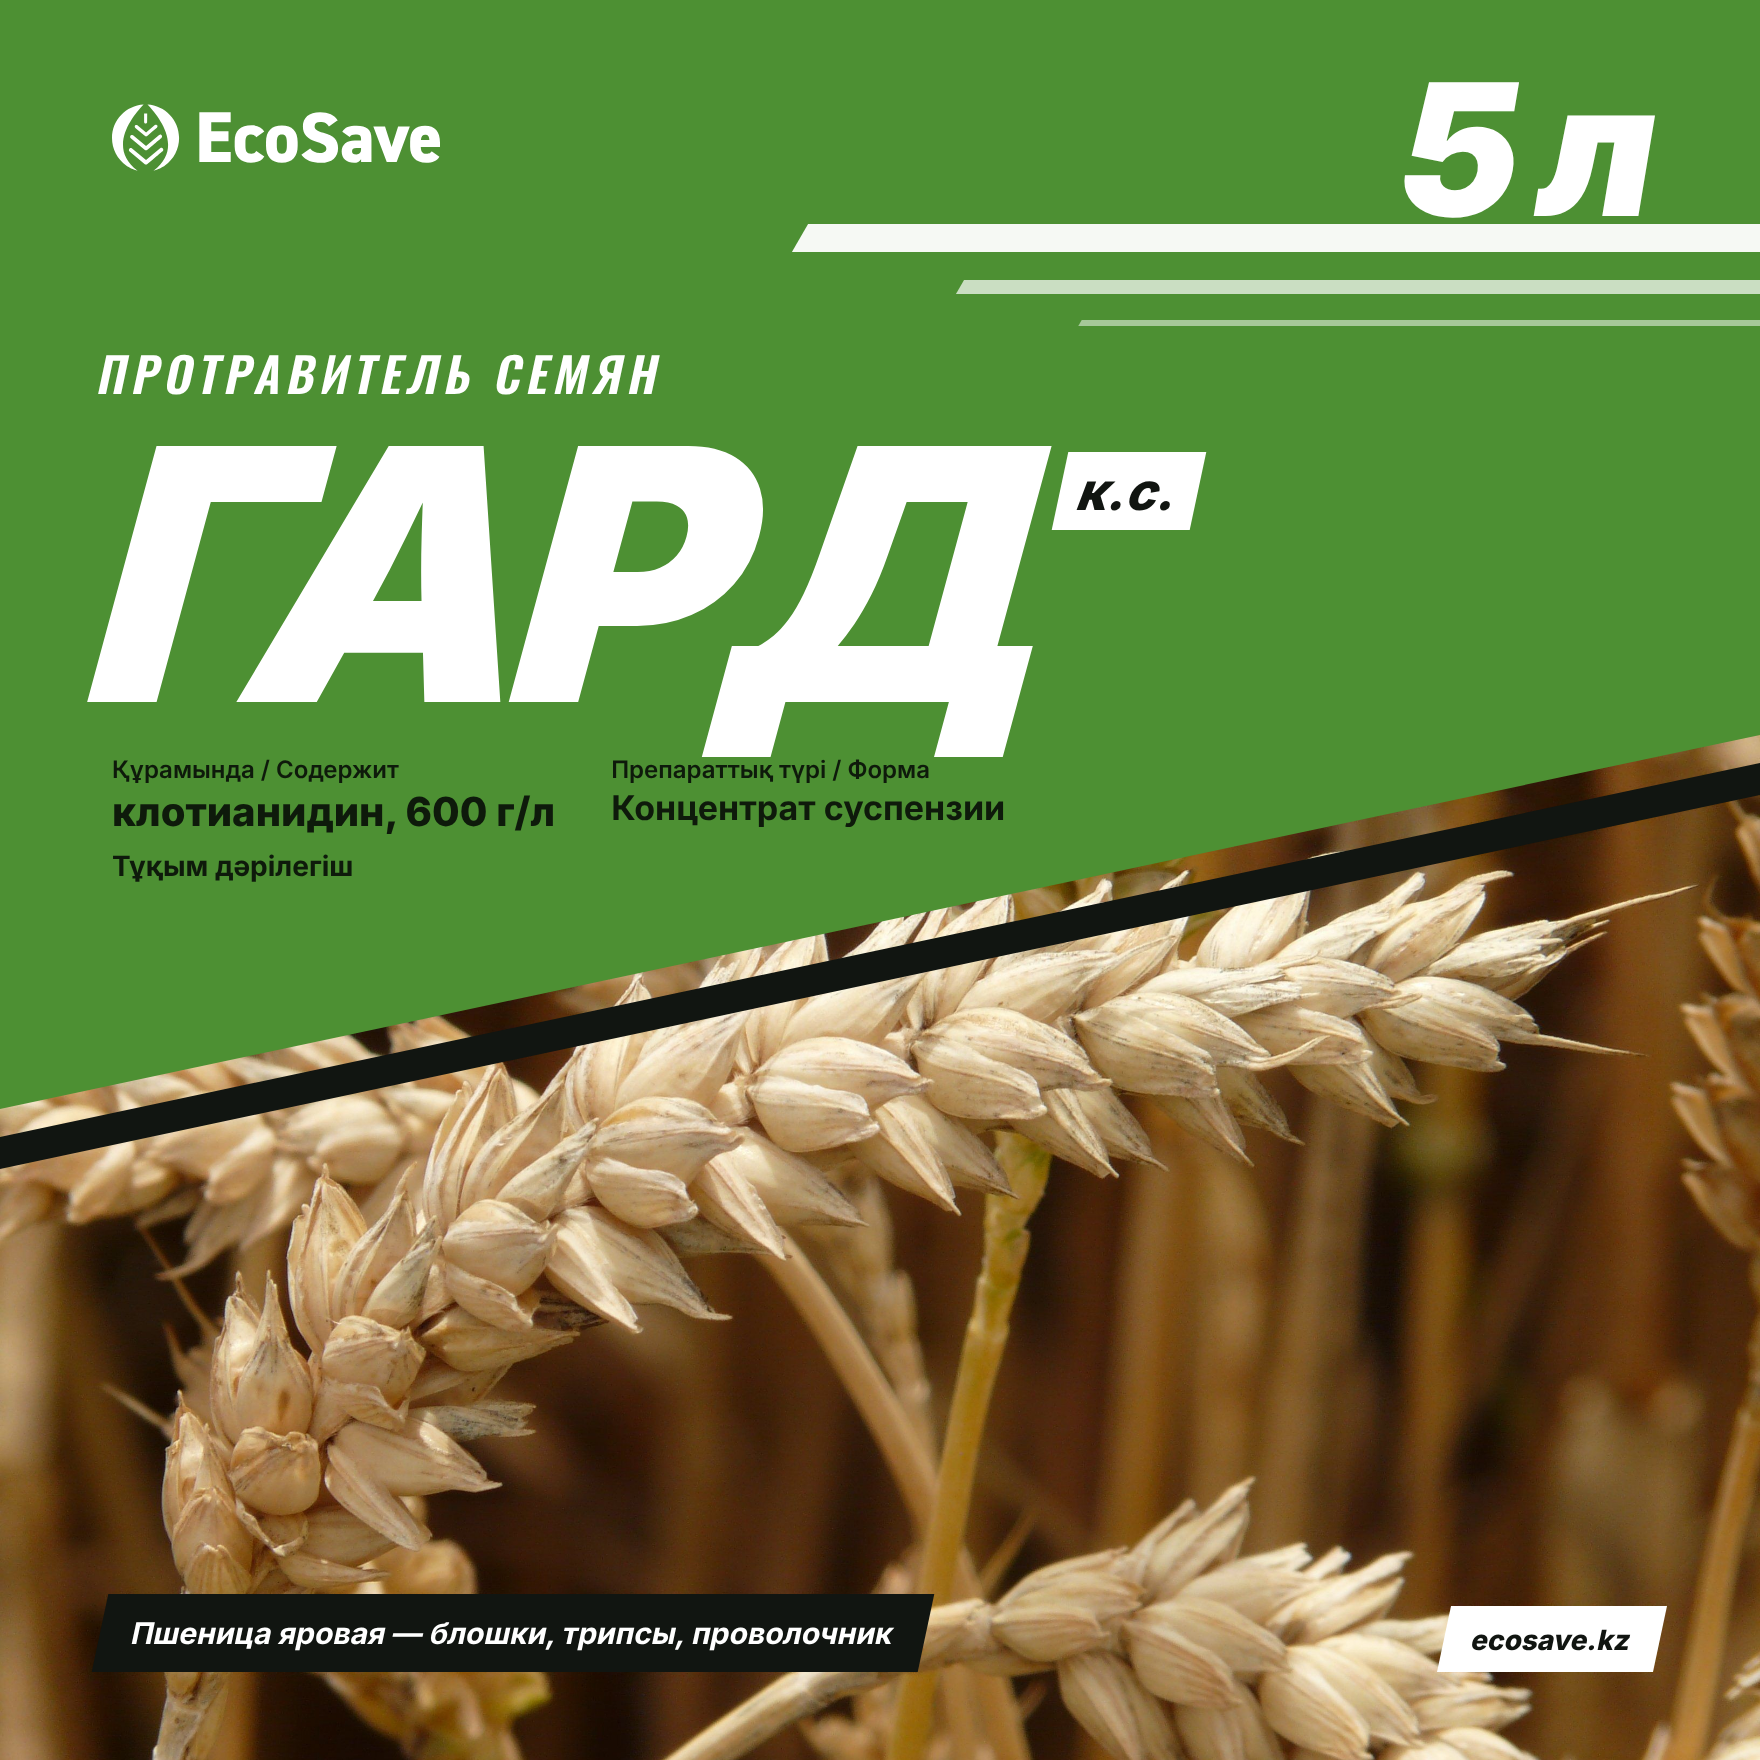 EcoSave
5 л
ПРОТРАВИТЕЛЬ СЕМЯН
ГАРД
к.с.
Құрамында / Содержит
клотианидин, 600 г/л
Тұқым дәрілегіш
Препараттық түрі / Форма
Концентрат суспензии
Пшеница яровая — блошки, трипсы, проволочник
ecosave.kz